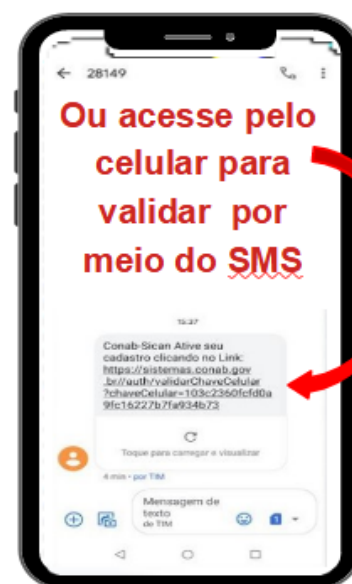 28149
Ou acesse pelo
celular para
validar por
meio do SMS
15:37
Conab-Sican Ative seu
cadastro clicando no Link:
https://sistemas.conab.gov
.br//auth/validarChaveCelular
?chaveCelular=103c2360fcfd0a
9fc16227b7fa934b73
Toque para carregar e visualizar
4 min • por TIM
Mensagem de
texto
de TIM
1